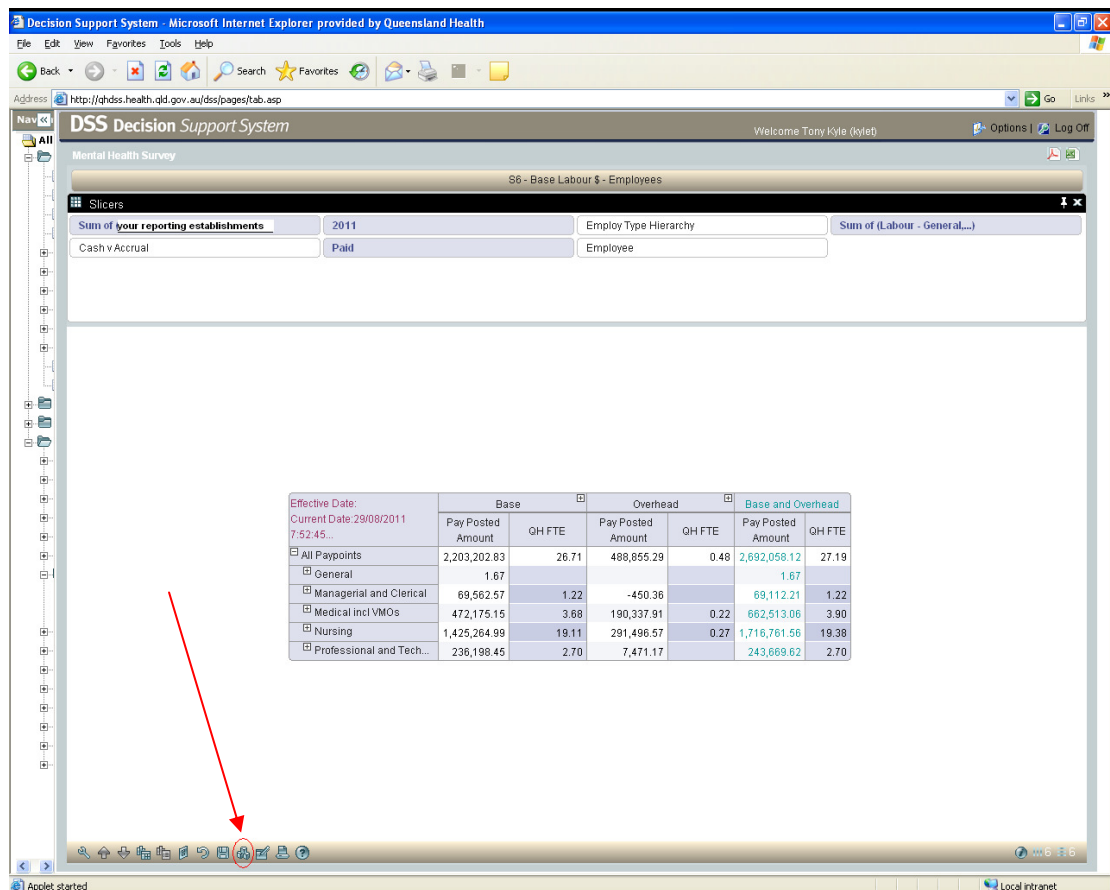 Decision Support System - Microsoft Internet Explorer provided by Queensland Health
File Edit View Favorites Tools Help
Back Search Favorites
Address http://qhdss.health.qld.gov.au/dss/pages/tab.asp Go Links »
Nav «
DSS Decision Support System Welcome Tony Kyle (kylet) Options | Log Off
All
Mental Health Survey
S6 - Base Labour $ - Employees
Slicers
Sum of your reporting establishments 2011 Employ Type Hierarchy Sum of (Labour - General,...)
Cash v Accrual Paid Employee
Effective Date: Base Overhead Base and Overhead
Current Date:29/08/2011 7:52:45... Pay Posted Amount QH FTE Pay Posted Amount QH FTE Pay Posted Amount QH FTE
All Paypoints 2,203,202.83 26.71 488,855.29 0.48 2,692,058.12 27.19
General 1.67 1.67
Managerial and Clerical 69,562.57 1.22 -450.36 69,112.21 1.22
Medical incl VMOs 472,175.15 3.68 190,337.91 0.22 662,513.06 3.90
Nursing 1,425,264.99 19.11 291,496.57 0.27 1,716,761.56 19.38
Professional and Tech... 236,198.45 2.70 7,471.17 243,669.62 2.70
6 6
Applet started Local intranet